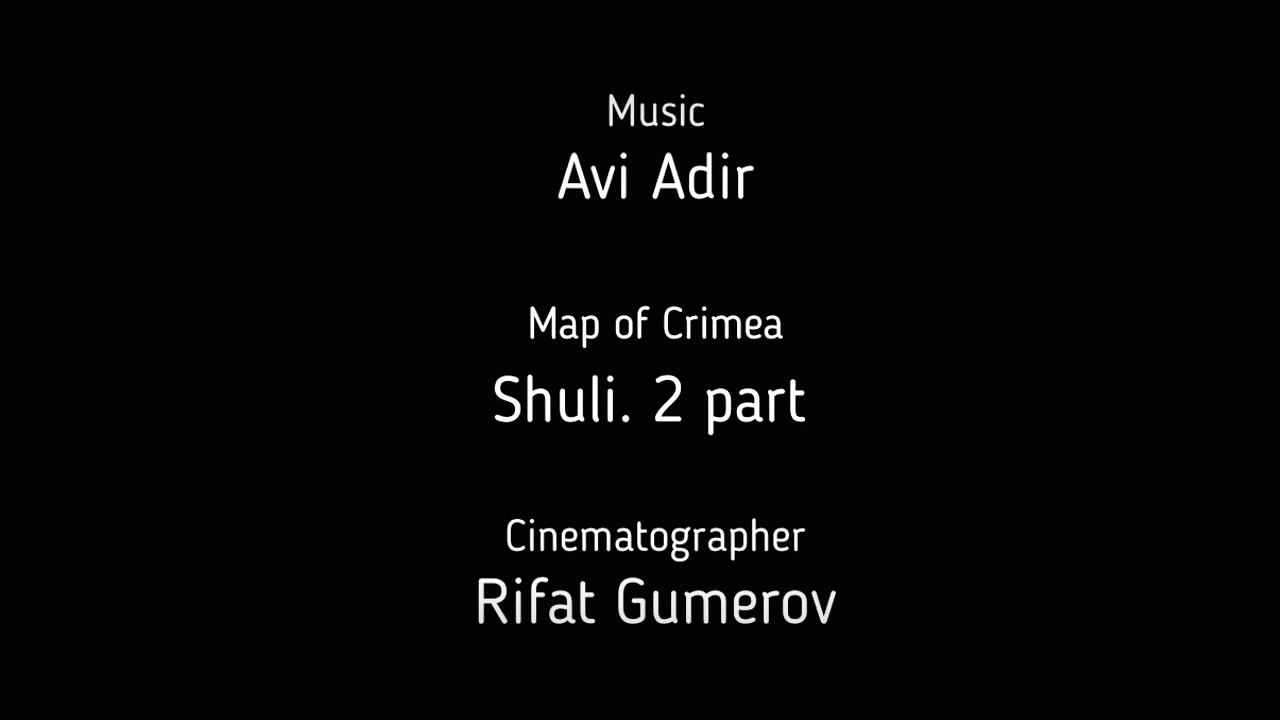 Music
Avi Adir
Map of Crimea
Shuli. 2 part
Cinematographer
Rifat Gumerov